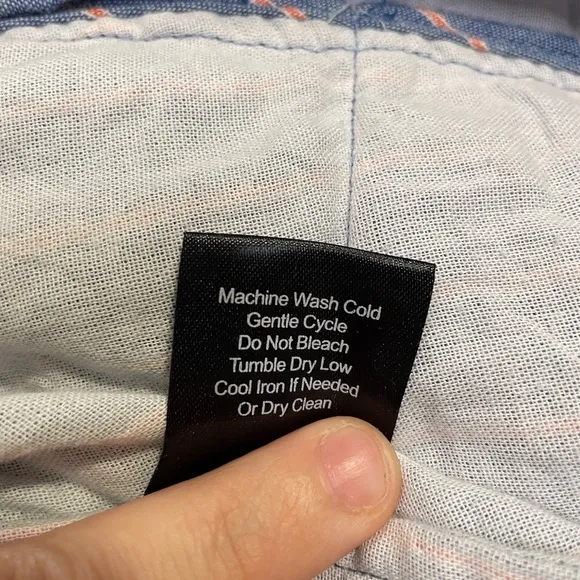 Machine Wash Cold
Gentle Cycle
Do Not Bleach
Tumble Dry Low
Cool Iron If Needed
Or Dry Clean